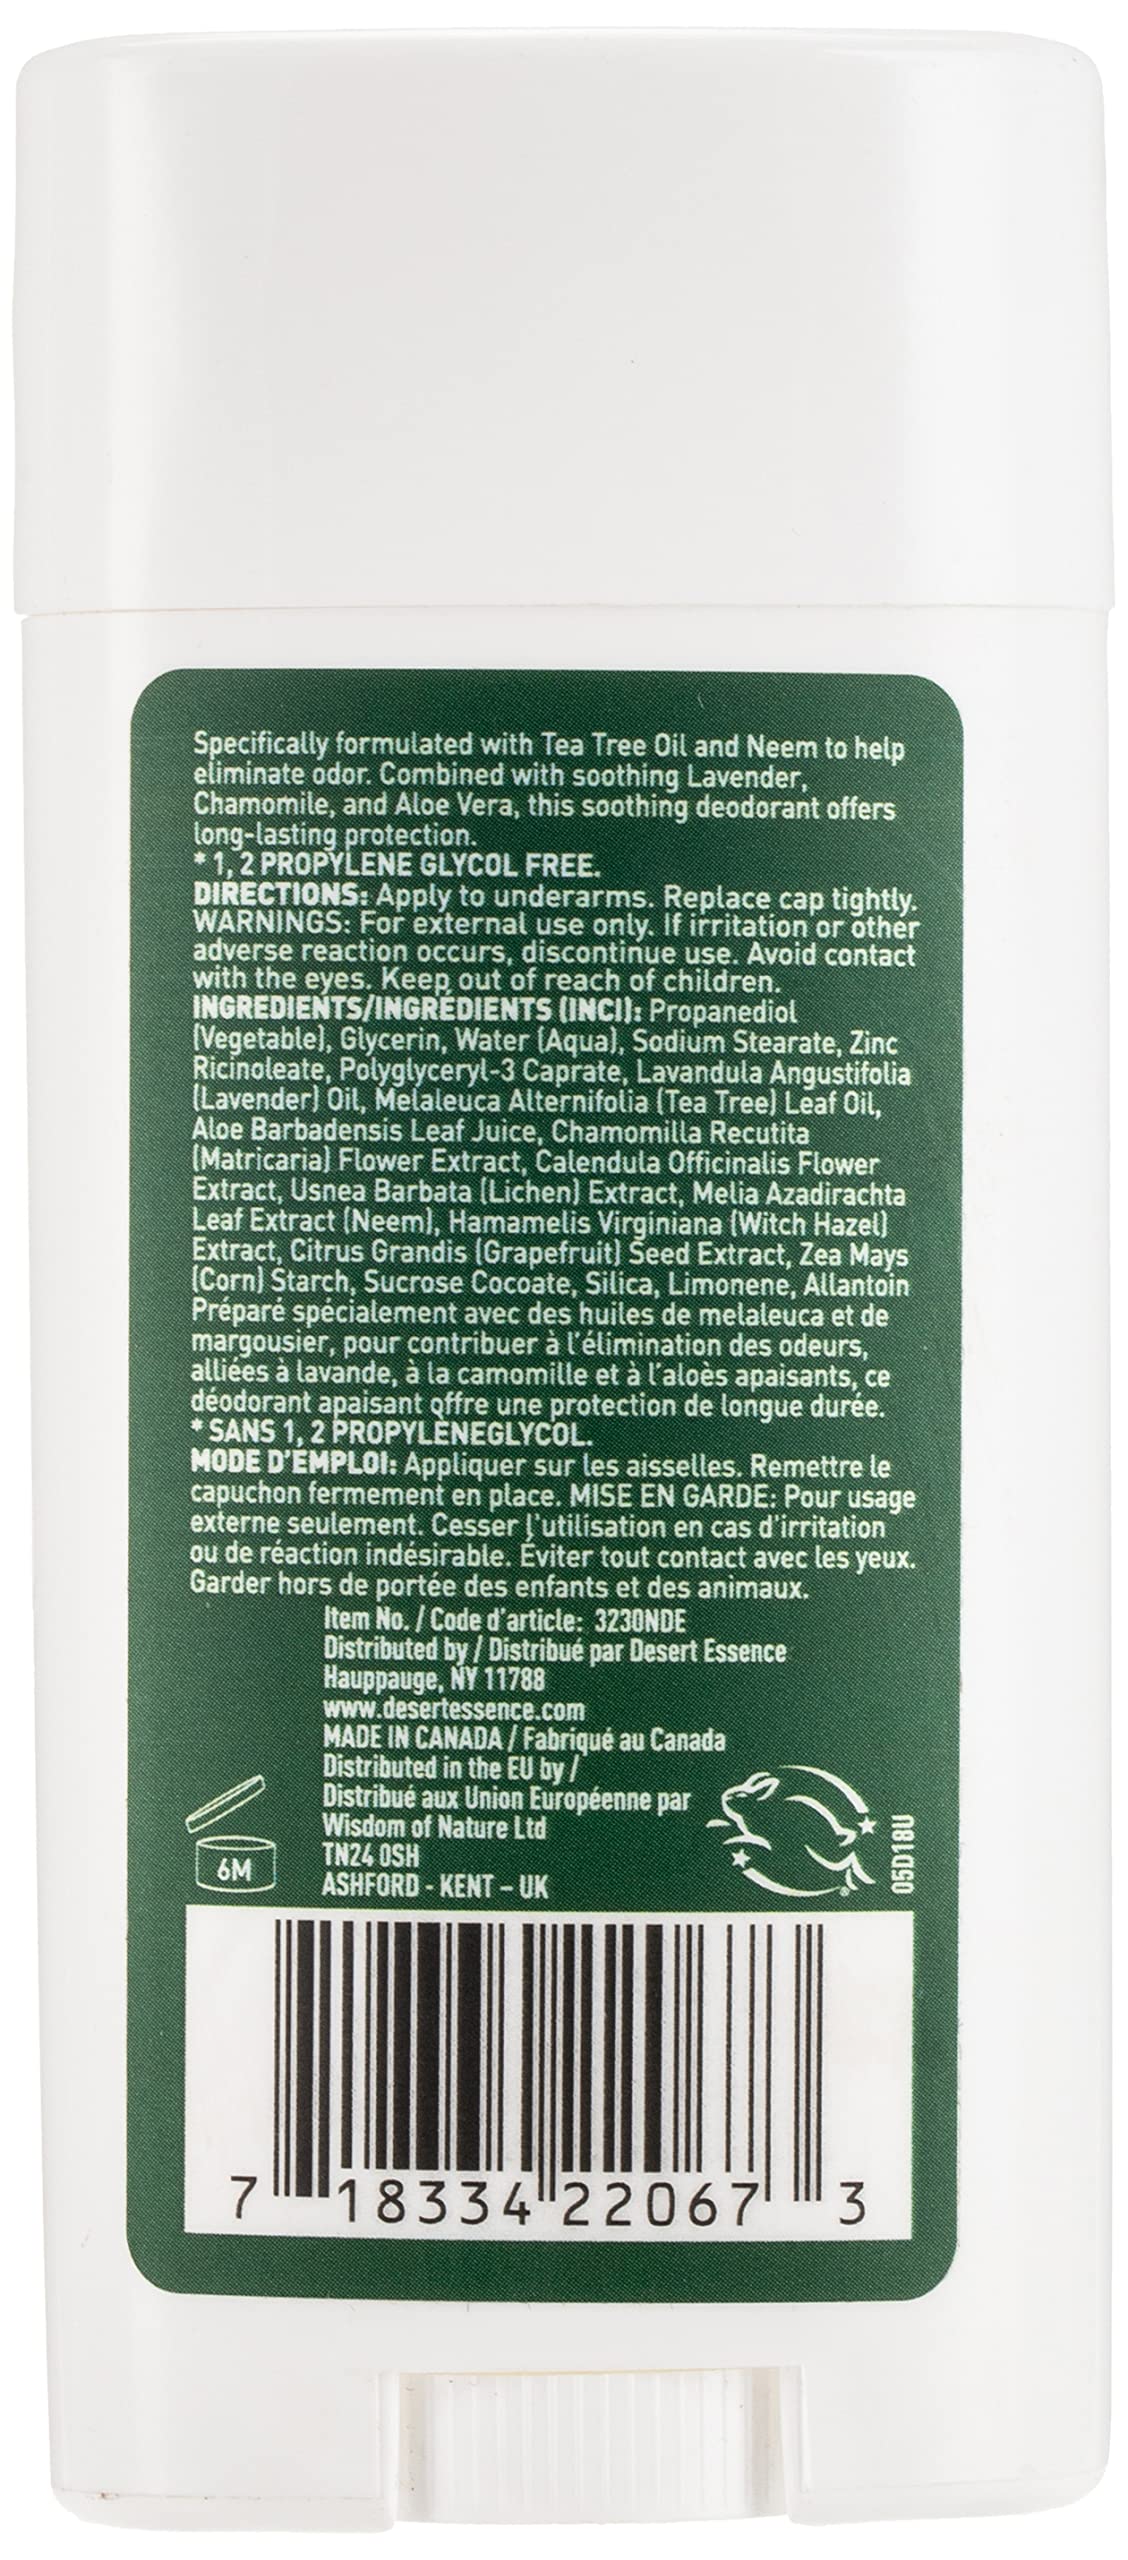 Specifically formulated with Tea Tree Oil and Neem to help
eliminate odor. Combined with soothing Lavender,
Chamomile, and Aloe Vera, this soothing deodorant offers
long-lasting protection.
* 1, 2 PROPYLENE GLYCOL FREE.
DIRECTIONS: Apply to underarms. Replace cap tightly.
WARNINGS: For external use only. If irritation or other
adverse reaction occurs, discontinue use. Avoid contact
with the eyes. Keep out of reach of children.
INGREDIENTS/INGRÉDIENTS (INCI): Propanediol
(Vegetable), Glycerin, Water (Aqua), Sodium Stearate, Zinc
Ricinoleate, Polyglyceryl-3 Caprate, Lavandula Angustifolia
(Lavender) Oil, Melaleuca Alternifolia (Tea Tree) Leaf Oil,
Aloe Barbadensis Leaf Juice, Chamomilla Recutita
(Matricaria) Flower Extract, Calendula Officinalis Flower
Extract, Usnea Barbata (Lichen) Extract, Melia Azadirachta
Leaf Extract (Neem), Hamamelis Virginiana (Witch Hazel)
Extract, Citrus Grandis (Grapefruit) Seed Extract, Zea Mays
(Corn) Starch, Sucrose Cocoate, Silica, Limonene, Allantoin
Préparé spécialement avec des huiles de melaleuca et de
margousier, pour contribuer à l'élimination des odeurs,
alliées à lavande, à la camomille et à l'aloès apaisants, ce
déodorant apaisant offre une protection de longue durée.
* SANS 1, 2 PROPYLÈNEGLYCOL.
MODE D'EMPLOI: Appliquer sur les aisselles. Remettre le
capuchon fermement en place. MISE EN GARDE: Pour usage
externe seulement. Cesser l'utilisation en cas d'irritation
ou de réaction indésirable. Éviter tout contact avec les yeux.
Garder hors de portée des enfants et des animaux.
Item No. / Code d'article: 3230NDE
Distributed by / Distribué par Desert Essence
Hauppauge, NY 11788
www.desertessence.com
MADE IN CANADA / Fabriqué au Canada
Distributed in the EU by /
Distribué aux Union Européenne par
Wisdom of Nature Ltd
TN24 0SH
ASHFORD - KENT – UK
6M
05D18U
7 18334 22067 3